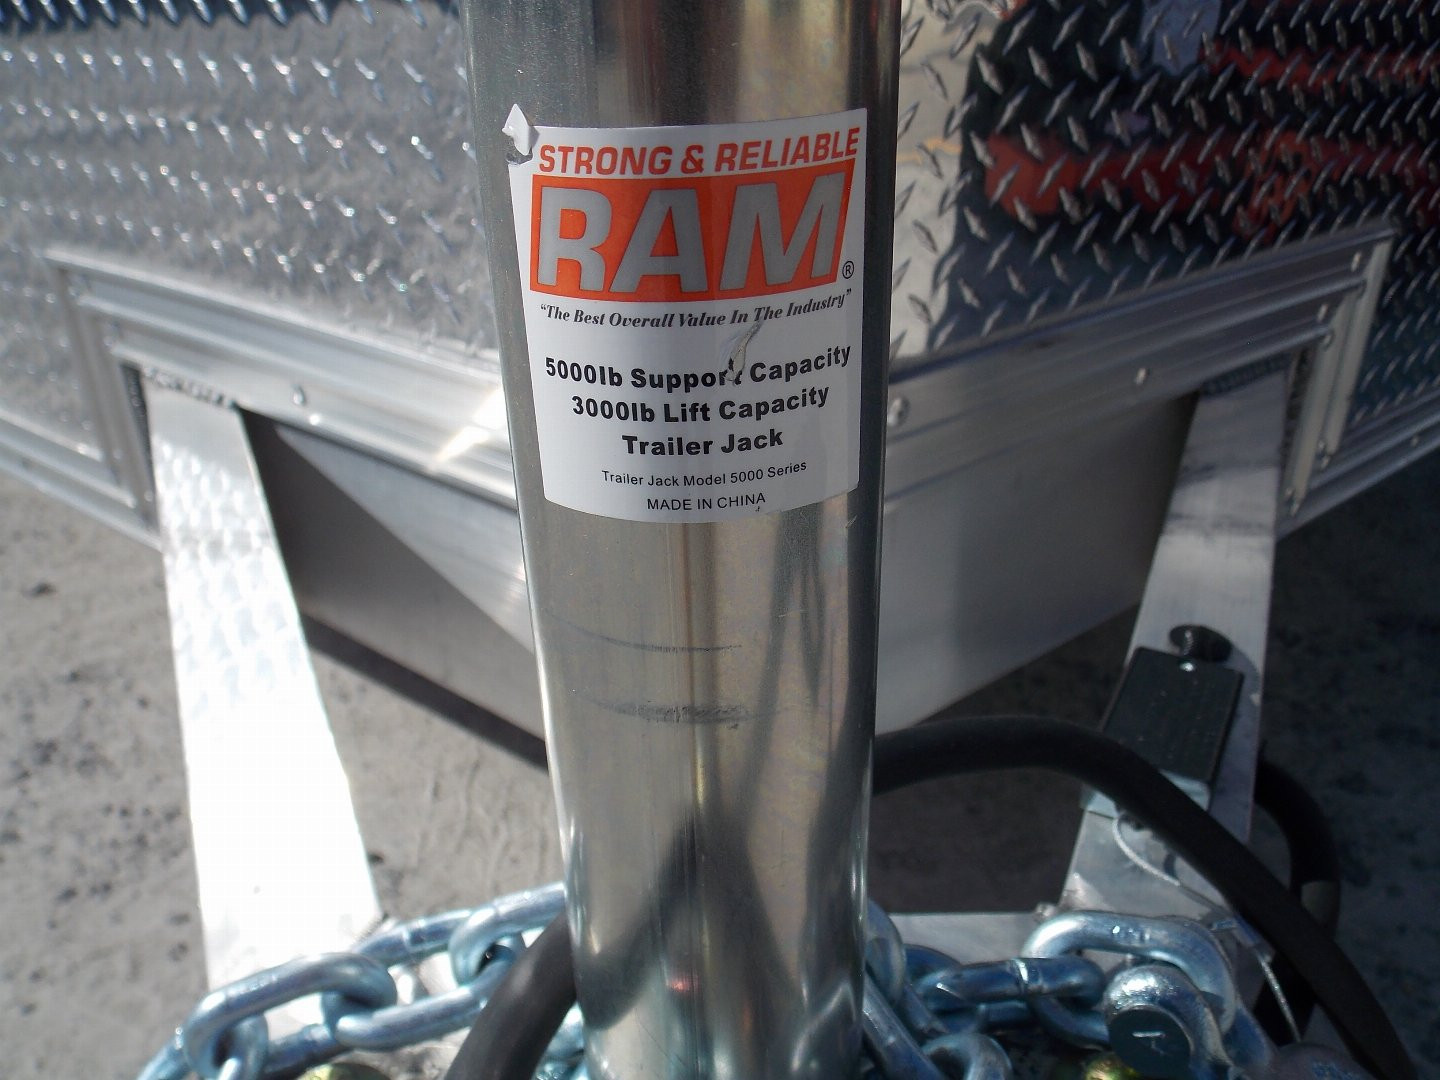 STRONG & RELIABLE
RAM®
"The Best Overall Value In The Industry"
5000lb Support Capacity
3000lb Lift Capacity
Trailer Jack
Trailer Jack Model 5000 Series
MADE IN CHINA